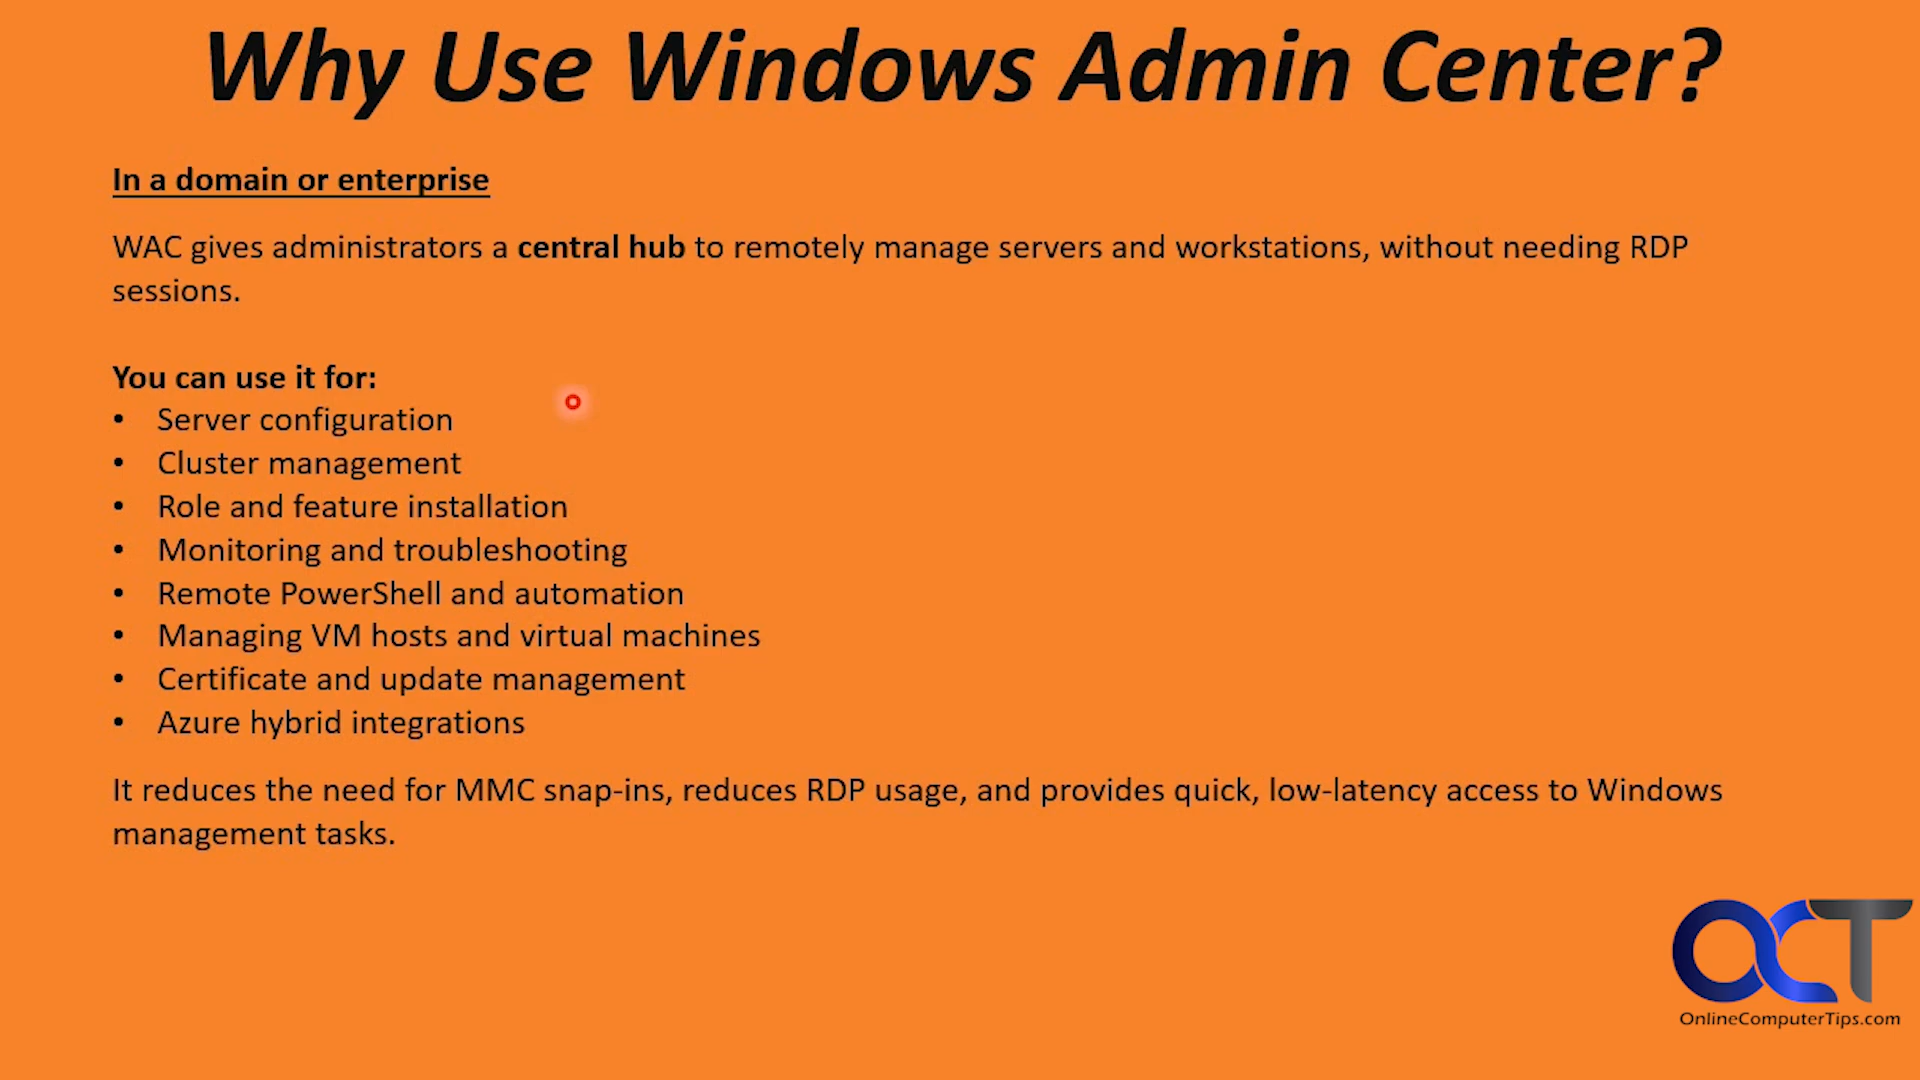 Why Use Windows Admin Center?
In a domain or enterprise
WAC gives administrators a central hub to remotely manage servers and workstations, without needing RDP
sessions.
You can use it for:
• Server configuration
• Cluster management
• Role and feature installation
• Monitoring and troubleshooting
• Remote PowerShell and automation
• Managing VM hosts and virtual machines
• Certificate and update management
• Azure hybrid integrations
It reduces the need for MMC snap-ins, reduces RDP usage, and provides quick, low-latency access to Windows
management tasks.
OCT
OnlineComputerTips.com